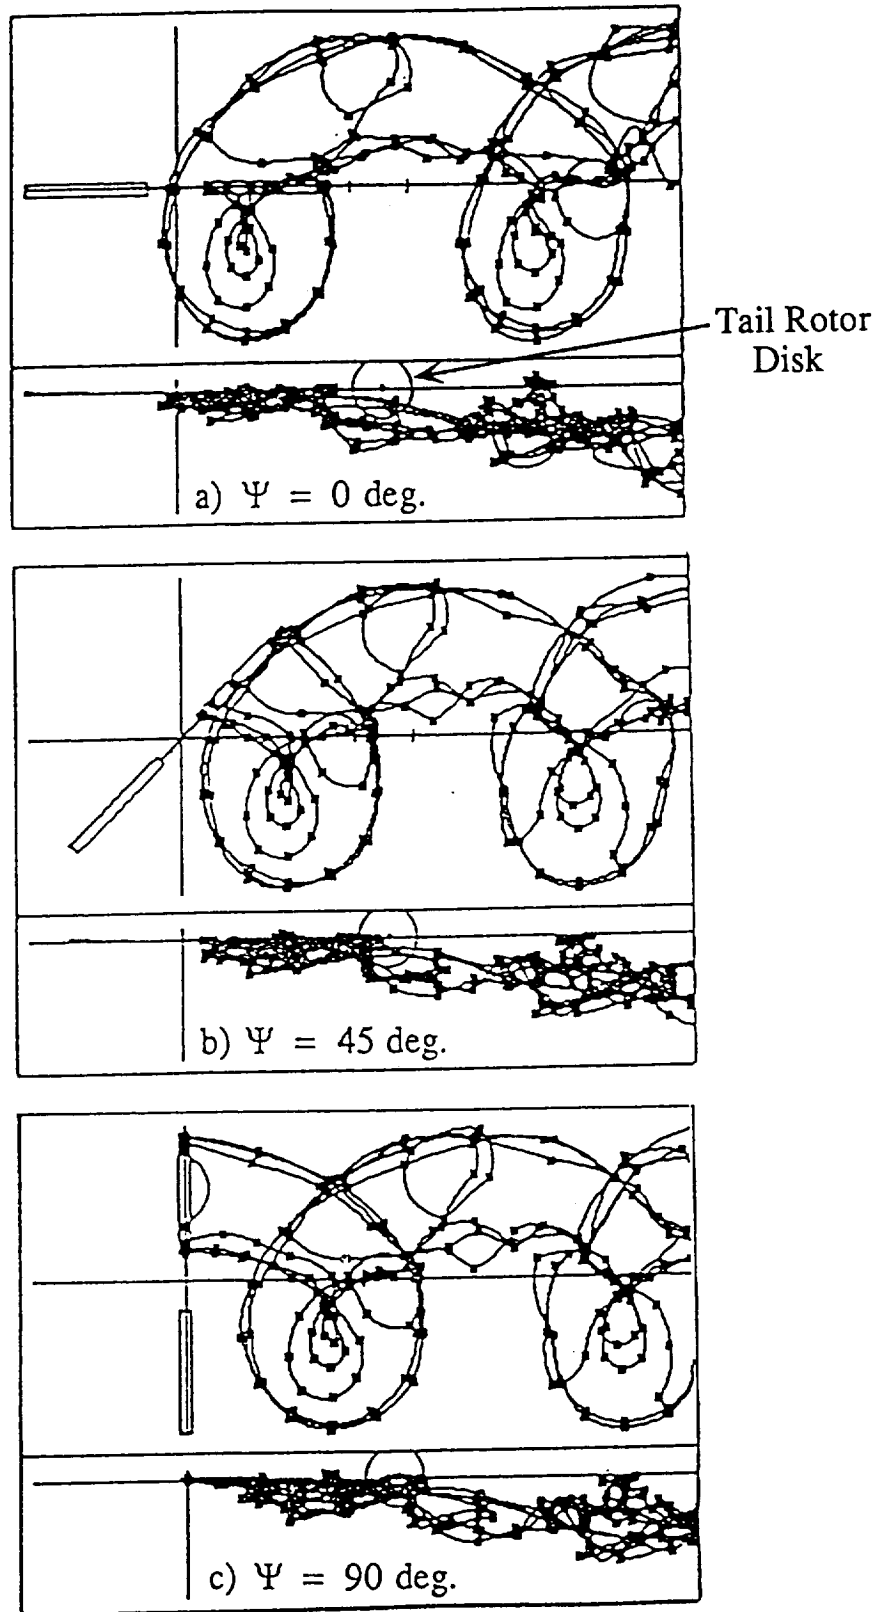 Tail Rotor
Disk
a) Ψ = 0 deg.
b) Ψ = 45 deg.
c) Ψ = 90 deg.